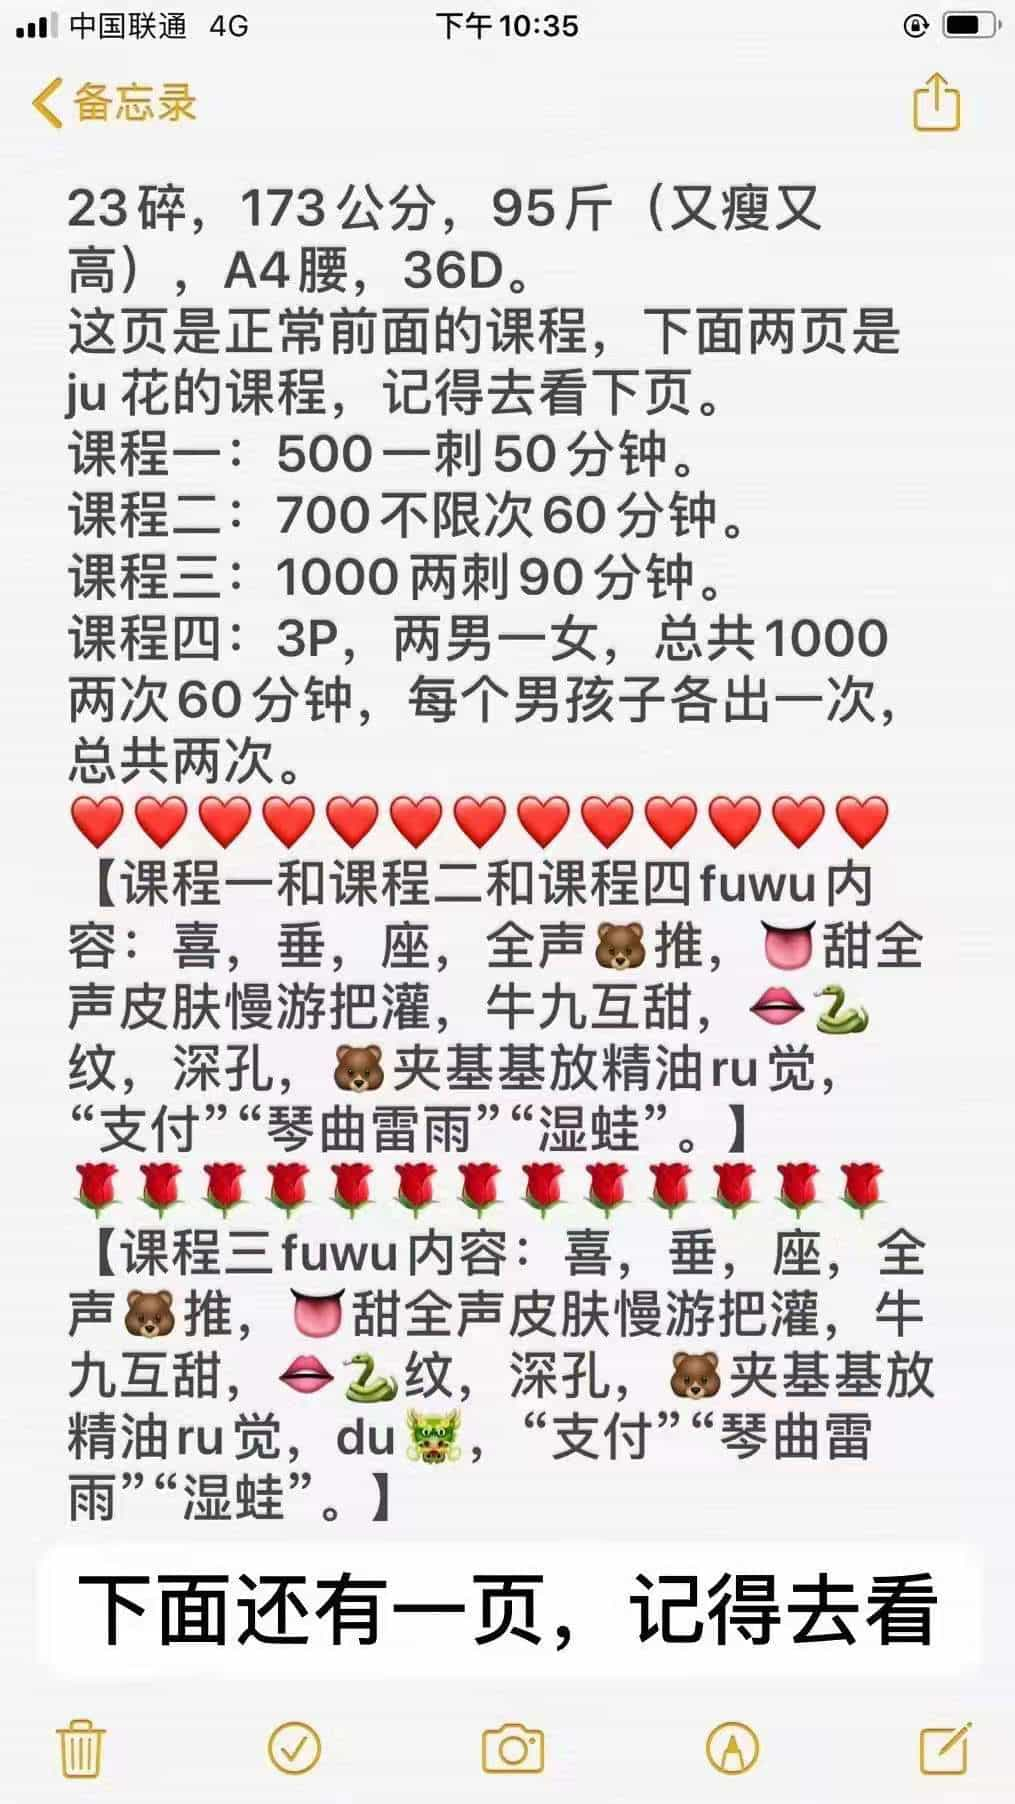 中国联通 4G 下午10:35
备忘录
23碎，173公分，95斤（又瘦又
高），A4腰，36D。
这页是正常前面的课程，下面两页是
ju 花的课程，记得去看下页。
课程一：500一刺50分钟。
课程二：700不限次60分钟。
课程三：1000两刺90分钟。
课程四：3P，两男一女，总共1000
两次60分钟，每个男孩子各出一次，
总共两次。
❤️❤️❤️❤️❤️❤️❤️❤️❤️❤️❤️❤️❤️
【课程一和课程二和课程四fuwu内
容：喜，垂，座，全声🐻推，👅甜全
声皮肤慢游把灌，牛九互甜，👄🐍
纹，深孔，🐻夹基基放精油ru觉，
“支付”“琴曲雷雨”“湿蛙”。】
🌹🌹🌹🌹🌹🌹🌹🌹🌹🌹🌹🌹🌹
【课程三fuwu内容：喜，垂，座，全
声🐻推，👅甜全声皮肤慢游把灌，牛
九互甜，👄🐍纹，深孔，🐻夹基基放
精油ru觉，du🐲，“支付”“琴曲雷
雨”“湿蛙”。】
下面还有一页，记得去看